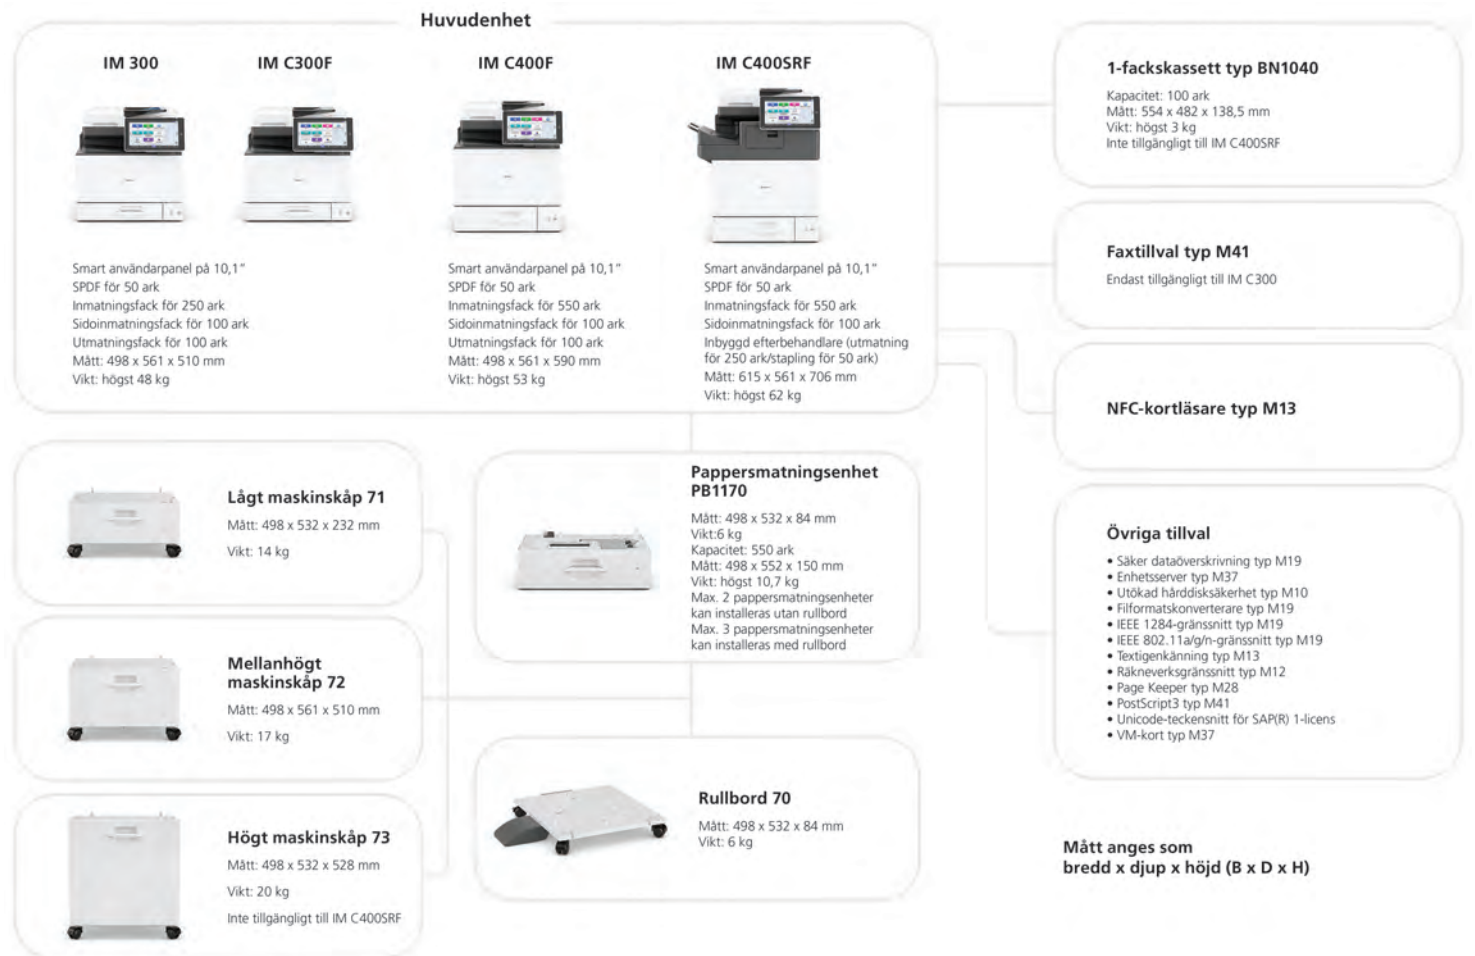 Huvudenhet
IM 300
IM C300F
Smart användarpanel på 10,1”
SPDF för 50 ark
Inmatningsfack för 250 ark
Sidoinmatningsfack för 100 ark
Utmatningsfack för 100 ark
Mått: 498 x 561 x 510 mm
Vikt: högst 48 kg
IM C400F
Smart användarpanel på 10,1”
SPDF för 50 ark
Inmatningsfack för 550 ark
Sidoinmatningsfack för 100 ark
Utmatningsfack för 100 ark
Mått: 498 x 561 x 590 mm
Vikt: högst 53 kg
IM C400SRF
Smart användarpanel på 10,1”
SPDF för 50 ark
Inmatningsfack för 550 ark
Sidoinmatningsfack för 100 ark
Inbyggd efterbehandlare (utmatning
för 250 ark/stapling för 50 ark)
Mått: 615 x 561 x 706 mm
Vikt: högst 62 kg
1-fackskassett typ BN1040
Kapacitet: 100 ark
Mått: 554 x 482 x 138,5 mm
Vikt: högst 3 kg
Inte tillgängligt till IM C400SRF
Faxtillval typ M41
Endast tillgängligt till IM C300
NFC-kortläsare typ M13
Lågt maskinskåp 71
Mått: 498 x 532 x 232 mm
Vikt: 14 kg
Mellanhögt
maskinskåp 72
Mått: 498 x 561 x 510 mm
Vikt: 17 kg
Högt maskinskåp 73
Mått: 498 x 532 x 528 mm
Vikt: 20 kg
Inte tillgängligt till IM C400SRF
Pappersmatningsenhet
PB1170
Mått: 498 x 532 x 84 mm
Vikt:6 kg
Kapacitet: 550 ark
Mått: 498 x 552 x 150 mm
Vikt: högst 10,7 kg
Max. 2 pappersmatningsenheter
kan installeras utan rullbord
Max. 3 pappersmatningsenheter
kan installeras med rullbord
Rullbord 70
Mått: 498 x 532 x 84 mm
Vikt: 6 kg
Övriga tillval
• Säker dataöverskrivning typ M19
• Enhetsserver typ M37
• Utökad hårddisksäkerhet typ M10
• Filformatskonverterare typ M19
• IEEE 1284-gränssnitt typ M19
• IEEE 802.11a/g/n-gränssnitt typ M19
• Textigenkänning typ M13
• Räkneverksgränssnitt typ M12
• Page Keeper typ M28
• PostScript3 typ M41
• Unicode-teckensnitt för SAP(R) 1-licens
• VM-kort typ M37
Mått anges som
bredd x djup x höjd (B x D x H)